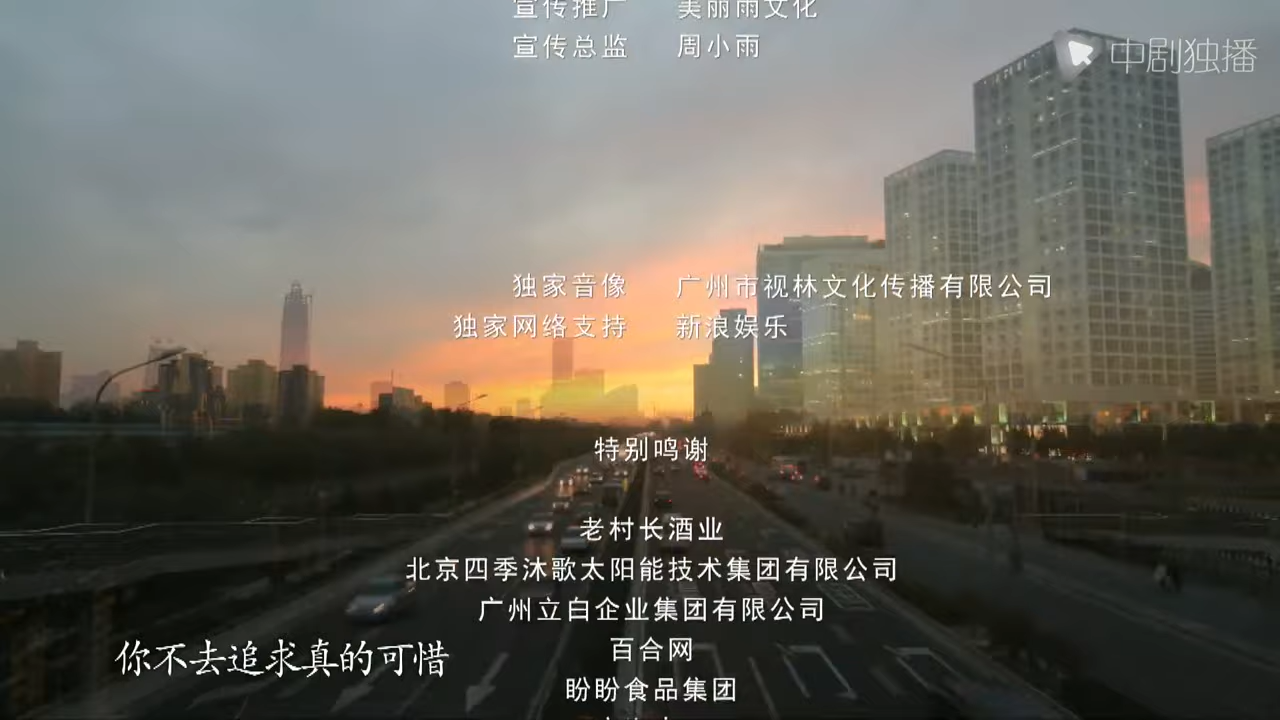 宣传推广 美丽雨文化
宣传总监 周小雨
中剧独播
独家音像 广州市视林文化传播有限公司
独家网络支持 新浪娱乐
特别鸣谢
老村长酒业
北京四季沐歌太阳能技术集团有限公司
广州立白企业集团有限公司
百合网
盼盼食品集团
你不去追求真的可惜